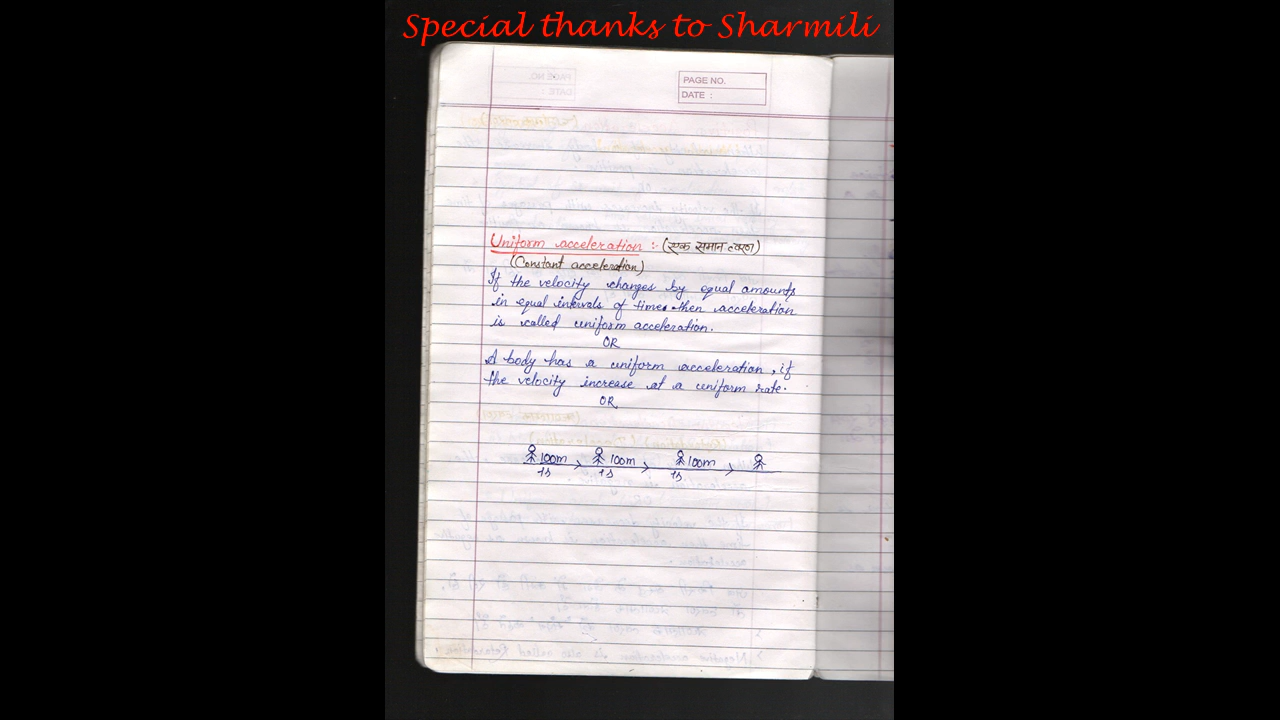 Special thanks to Sharmili
PAGE NO.
DATE :
Uniform acceleration :- (एक समान त्वरण)
(Constant acceleration)
If the velocity changes by equal amounts
in equal intervals of time then acceleration
is called uniform acceleration.
OR
A body has a uniform acceleration, if
the velocity increase at a uniform rate.
OR
100m 100m 100m
1s 1s 1s